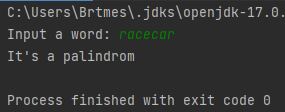 C:\Users\Brtmes\.jdks\openjdk-17.0.
Input a word: racecar
It's a palindrom
Process finished with exit code 0